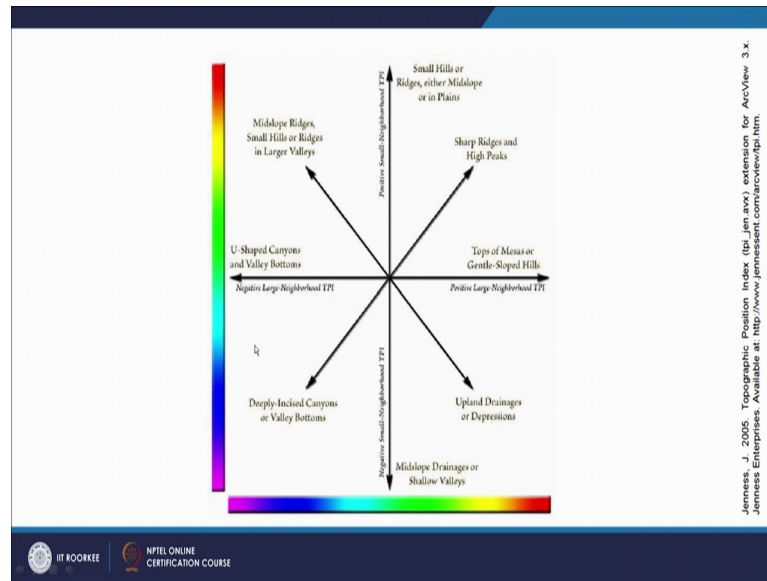 Small Hills or
Ridges, either Midslope
or in Plains
Midslope Ridges,
Small Hills or Ridges
in Larger Valleys
Positive Small-Neighborhood TPI
Sharp Ridges and
High Peaks
U-Shaped Canyons
and Valley Bottoms
Tops of Mesas or
Gentle-Sloped Hills
Negative Large-Neighborhood TPI
Positive Large-Neighborhood TPI
Deeply-Incised Canyons
or Valley Bottoms
Negative Small-Neighborhood TPI
Upland Drainages
or Depressions
Midslope Drainages or
Shallow Valleys
Jenness, J. 2005. Topographic Position Index (tpi_jen.avx) extension for ArcView 3.x.
Jenness Enterprises. Available at: http://www.jennessent.com/arcview/tpi.htm.
IIT ROORKEE
NPTEL ONLINE
CERTIFICATION COURSE
NPTEL